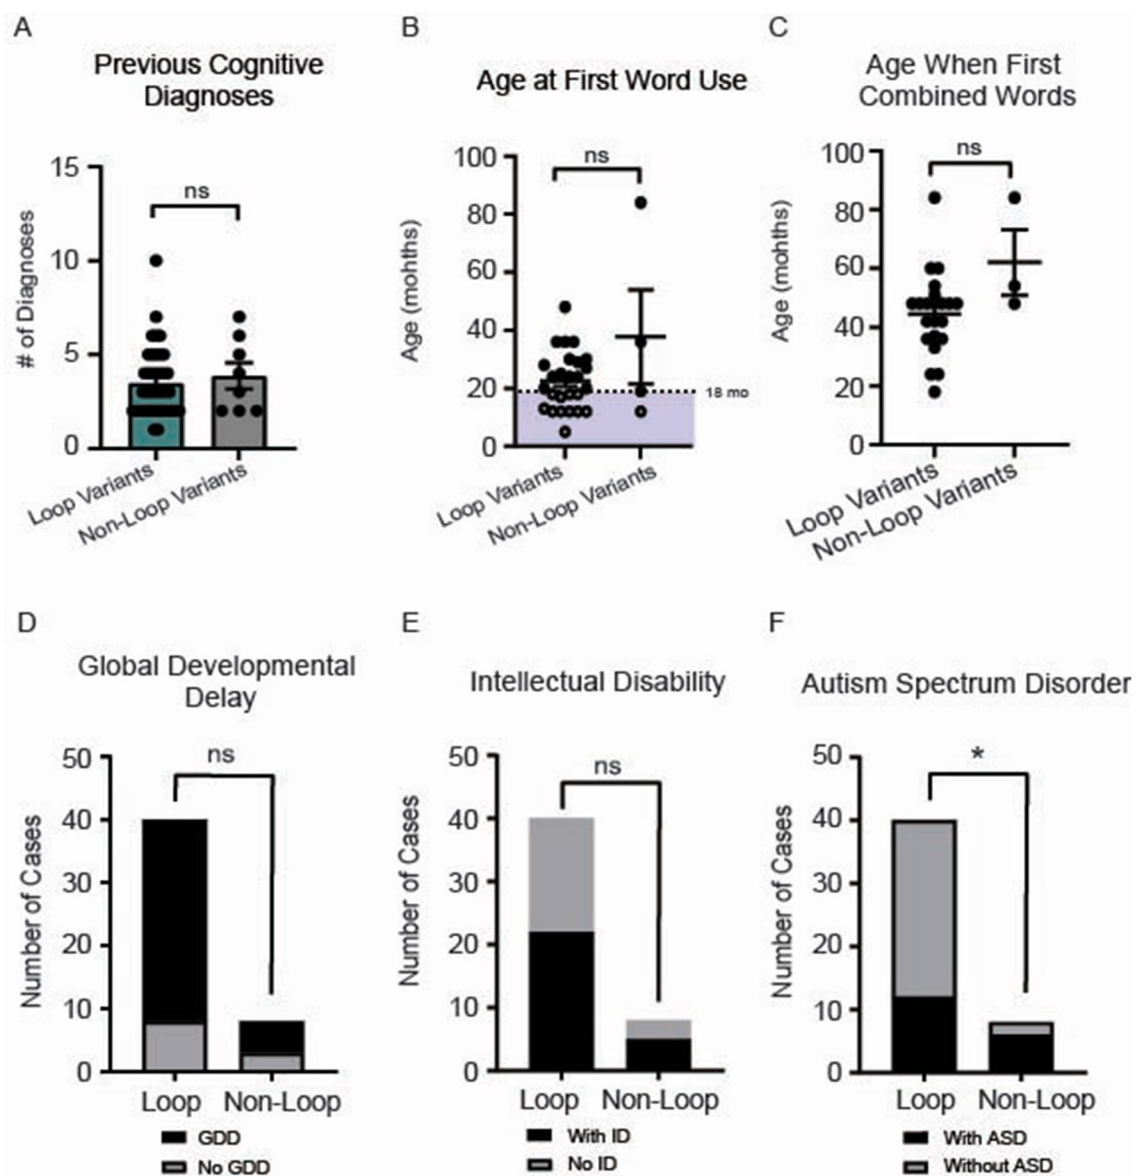 A
Previous Cognitive
Diagnoses
15
10
5
0
# of Diagnoses
ns
Loop Variants
Non-Loop Variants
B
Age at First Word Use
100
80
60
40
20
0
Age (mohths)
ns
18 mo
Loop Variants
Non-Loop Variants
C
Age When First
Combined Words
100
80
60
40
20
0
Age (mohths)
ns
Loop Variants
Non-Loop Variants
D
Global Developmental
Delay
50
40
30
20
10
0
Number of Cases
ns
Loop Non-Loop
GDD
No GDD
E
Intellectual Disability
50
40
30
20
10
0
Number of Cases
ns
Loop Non-Loop
With ID
No ID
F
Autism Spectrum Disorder
50
40
30
20
10
0
Number of Cases
*
Loop Non-Loop
With ASD
Without ASD